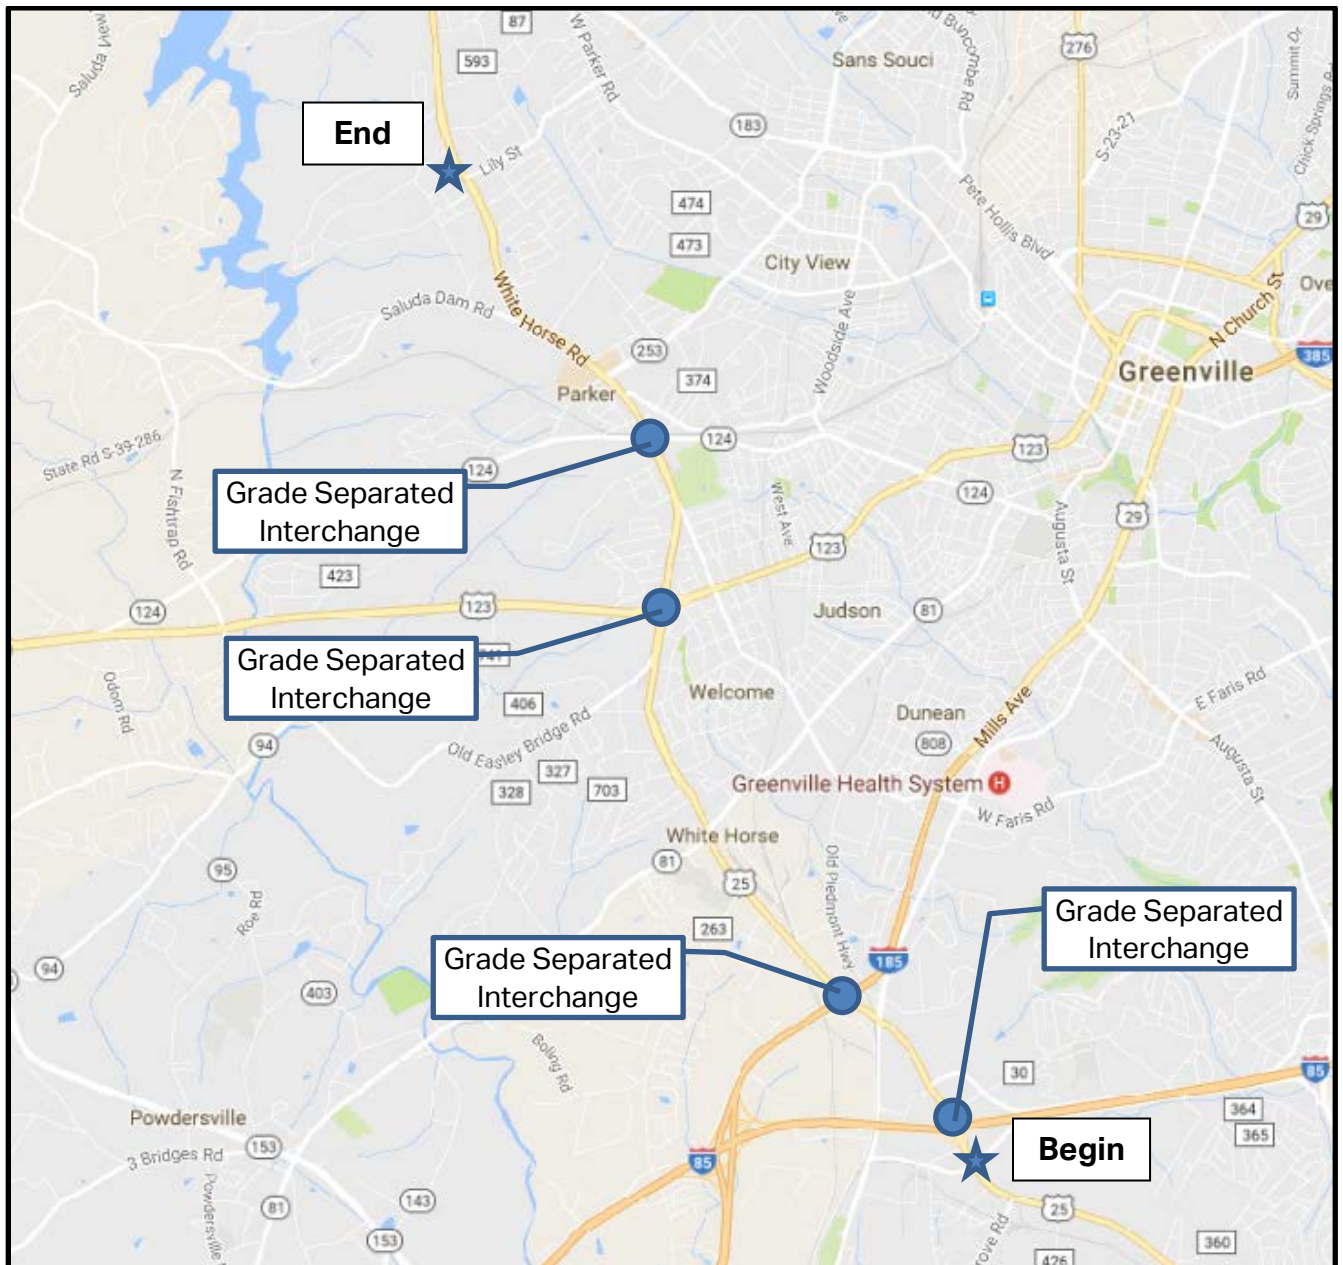 87
W Parker Rd
593
Sans Souci
Buncombe Rd
276
Summit Dr
Chick Springs
Saluda
End
Lily St
183
S-23-21
474
473
Pete Hollis Blvd
29
City View
Saluda Dam Rd
White Horse Rd
Woodside Ave
N Church St
253
385
374
Greenville
Parker
124
123
State Rd S-39-286
N Fishtrap Rd
124
Grade Separated
Interchange
West Ave
124
Augusta St
29
123
423
124
123
Judson
81
Grade Separated
Interchange
Odom Rd
406
Welcome
E Faris Rd
Dunean
808
Mills Ave
94
Old Easley Bridge Rd
327
328
703
Greenville Health System
H
W Faris Rd
Augusta St
White Horse
81
25
95
Roe Rd
Old Piedmont Hwy
263
Grade Separated
Interchange
Grade Separated
Interchange
185
94
403
Boling Rd
30
85
Powdersville
364
365
3 Bridges Rd
153
85
Begin
Powdersville
81
143
153
25
360
426